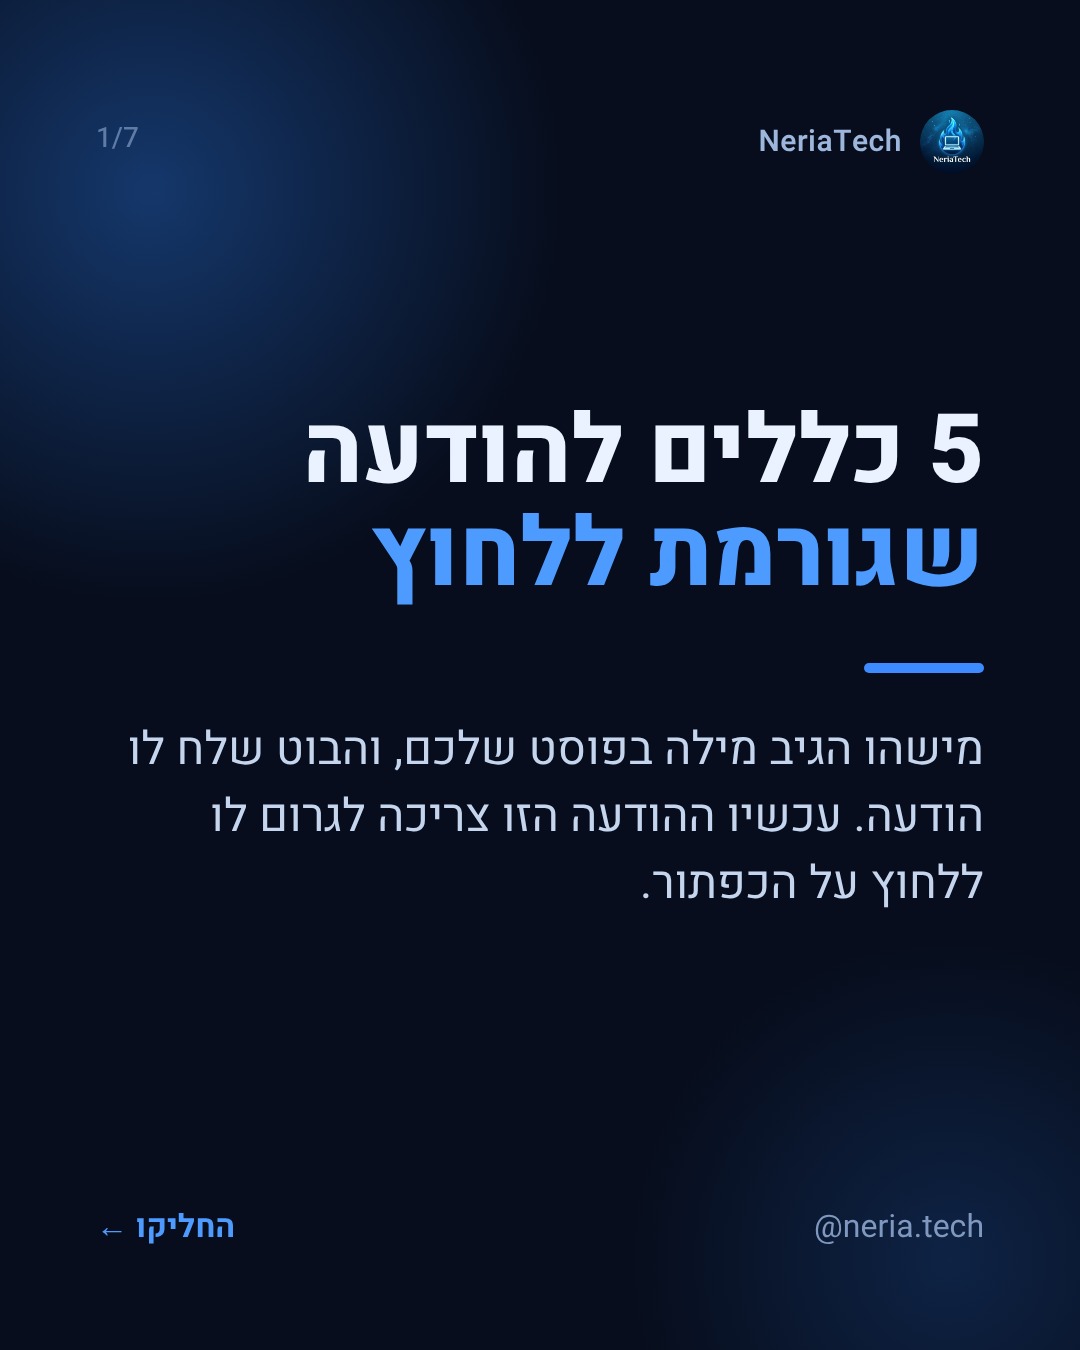 NeriaTech
NeriaTech
1/7
5 כללים להודעה
שגורמת ללחוץ
מישהו הגיב מילה בפוסט שלכם, והבוט שלח לו
הודעה. עכשיו ההודעה הזו צריכה לגרום לו
ללחוץ על הכפתור.
@neria.tech
החליקו ←